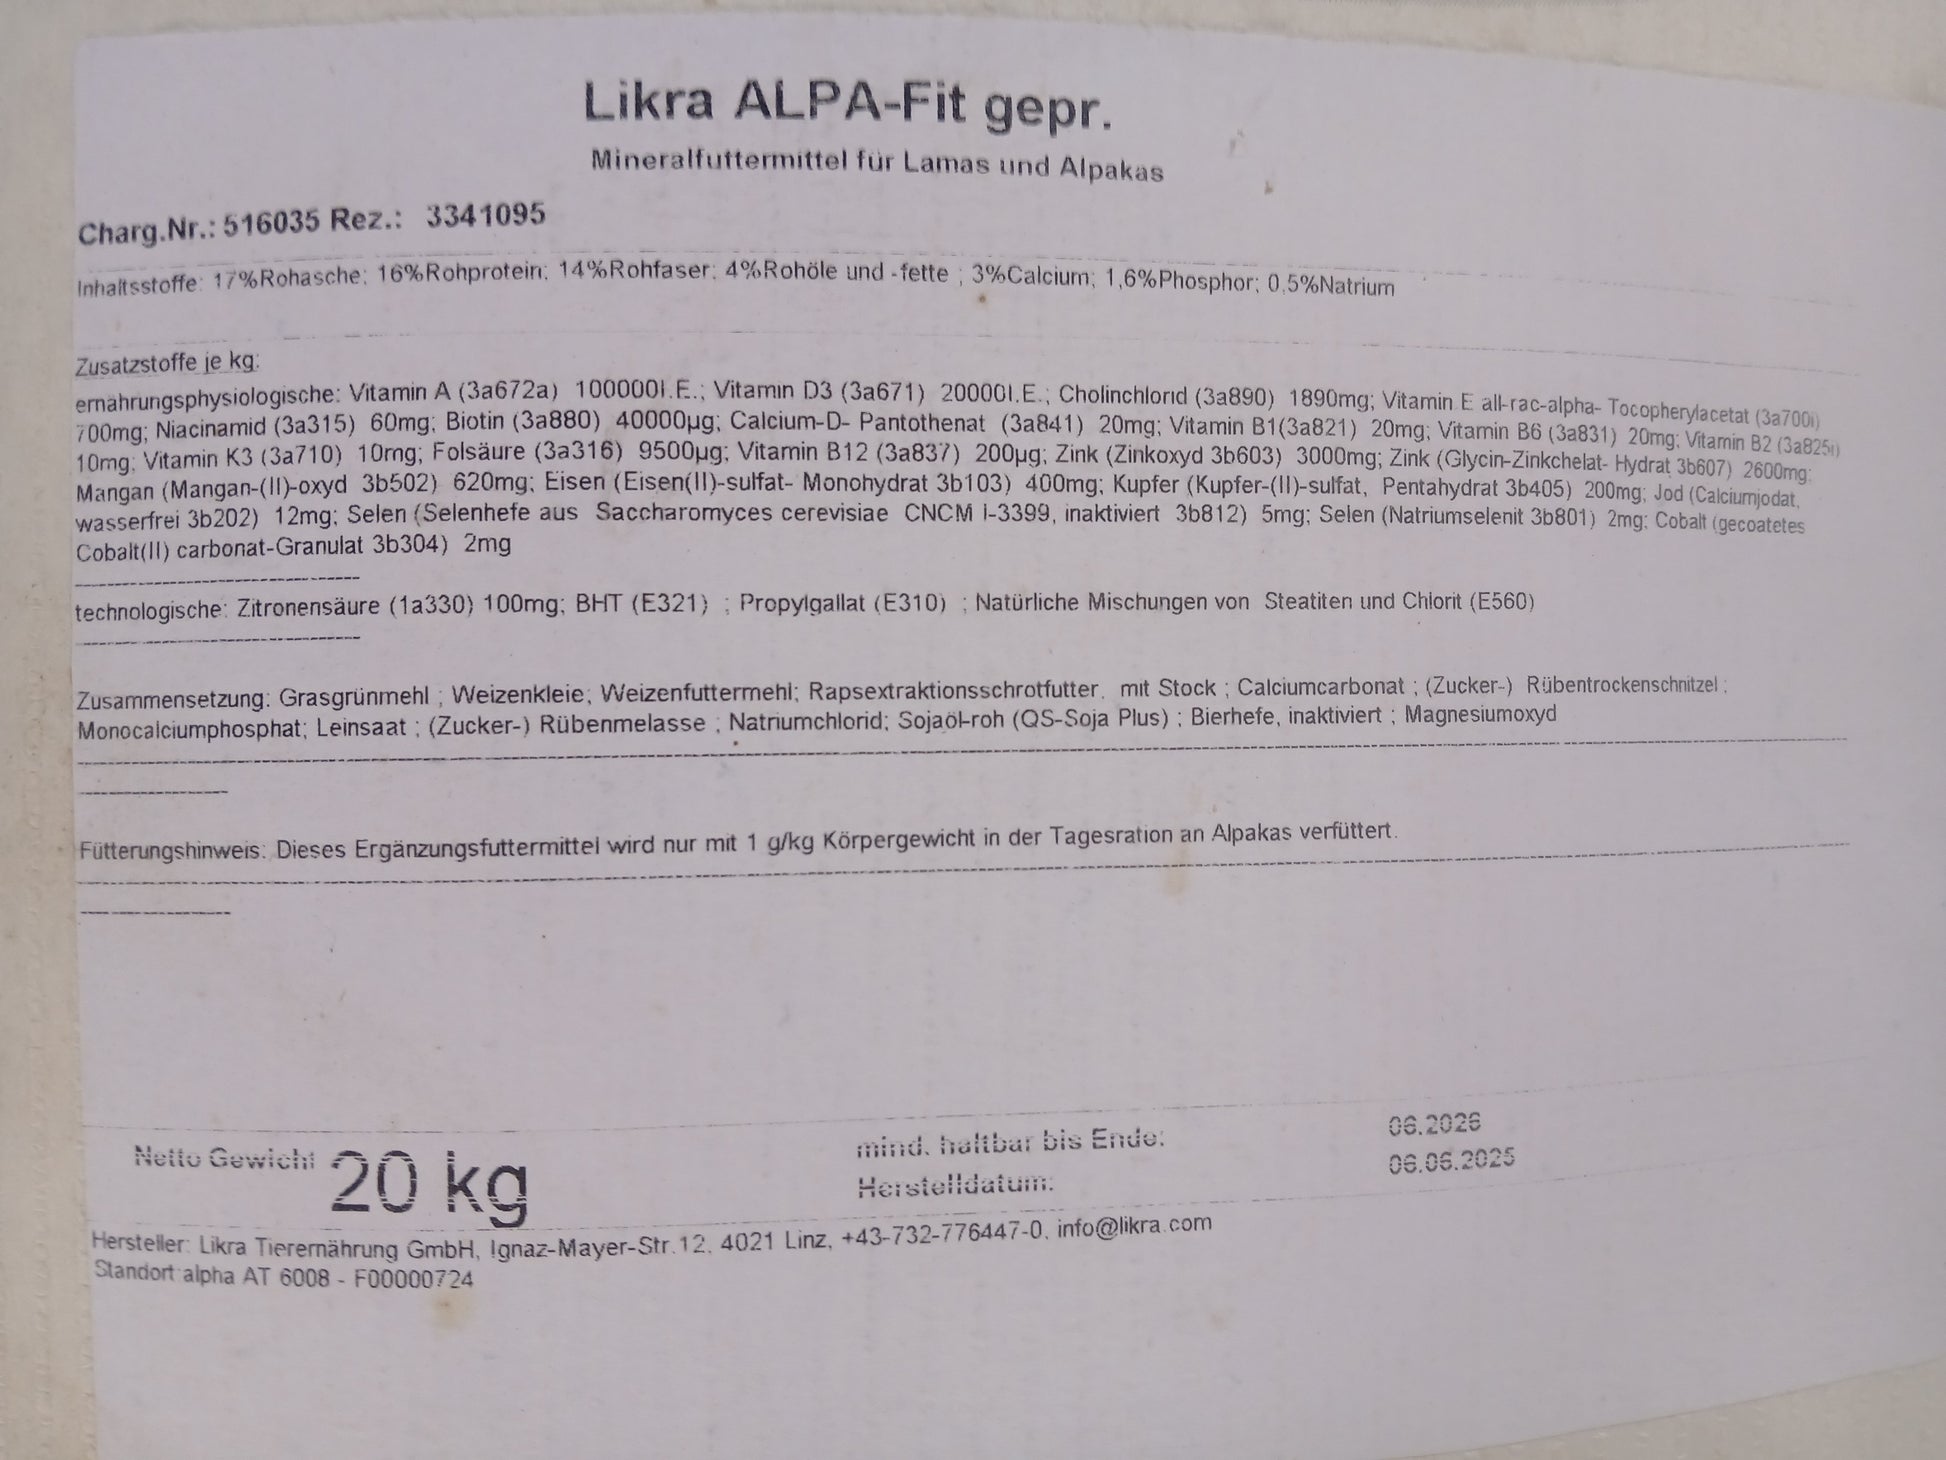 Likra ALPA-Fit gepr.
Mineralfuttermittel für Lamas und Alpakas
Charg.Nr.: 516035 Rez.: 3341095
Inhaltsstoffe: 17%Rohasche; 16%Rohprotein; 14%Rohfaser; 4%Rohöle und -fette ; 3%Calcium; 1,6%Phosphor; 0,5%Natrium
Zusatzstoffe je kg:
ernährungsphysiologische: Vitamin A (3a672a) 100000I.E.; Vitamin D3 (3a671) 20000I.E.; Cholinchlorid (3a890) 1890mg; Vitamin E all-rac-alpha- Tocopherylacetat (3a700i)
700mg; Niacinamid (3a315) 60mg; Biotin (3a880) 40000µg; Calcium-D- Pantothenat (3a841) 20mg; Vitamin B1(3a821) 20mg; Vitamin B6 (3a831) 20mg; Vitamin B2 (3a825i)
10mg; Vitamin K3 (3a710) 10mg; Folsäure (3a316) 9500µg; Vitamin B12 (3a837) 200µg; Zink (Zinkoxyd 3b603) 3000mg; Zink (Glycin-Zinkchelat- Hydrat 3b607) 2600mg;
Mangan (Mangan-(II)-oxyd 3b502) 620mg; Eisen (Eisen(II)-sulfat- Monohydrat 3b103) 400mg; Kupfer (Kupfer-(II)-sulfat, Pentahydrat 3b405) 200mg; Jod (Calciumjodat,
wasserfrei 3b202) 12mg; Selen (Selenhefe aus Saccharomyces cerevisiae CNCM I-3399, inaktiviert 3b812) 5mg; Selen (Natriumselenit 3b801) 2mg; Cobalt (gecoatetes
Cobalt(II) carbonat-Granulat 3b304) 2mg
technologische: Zitronensäure (1a330) 100mg; BHT (E321) ; Propylgallat (E310) ; Natürliche Mischungen von Steatiten und Chlorit (E560)
Zusammensetzung: Grasgrünmehl ; Weizenkleie; Weizenfuttermehl; Rapsextraktionsschrotfutter, mit Stock ; Calciumcarbonat ; (Zucker-) Rübentrockenschnitzel ;
Monocalciumphosphat; Leinsaat ; (Zucker-) Rübenmelasse ; Natriumchlorid; Sojaöl-roh (QS-Soja Plus) ; Bierhefe, inaktiviert ; Magnesiumoxyd
Fütterungshinweis: Dieses Ergänzungsfuttermittel wird nur mit 1 g/kg Körpergewicht in der Tagesration an Alpakas verfüttert.
Netto Gewicht 20 kg
mind. haltbar bis Ende: 06.2026
Herstelldatum: 06.06.2025
Hersteller: Likra Tierernährung GmbH, Ignaz-Mayer-Str.12, 4021 Linz, +43-732-776447-0, info@likra.com
Standort:alpha AT 6008 - F00000724